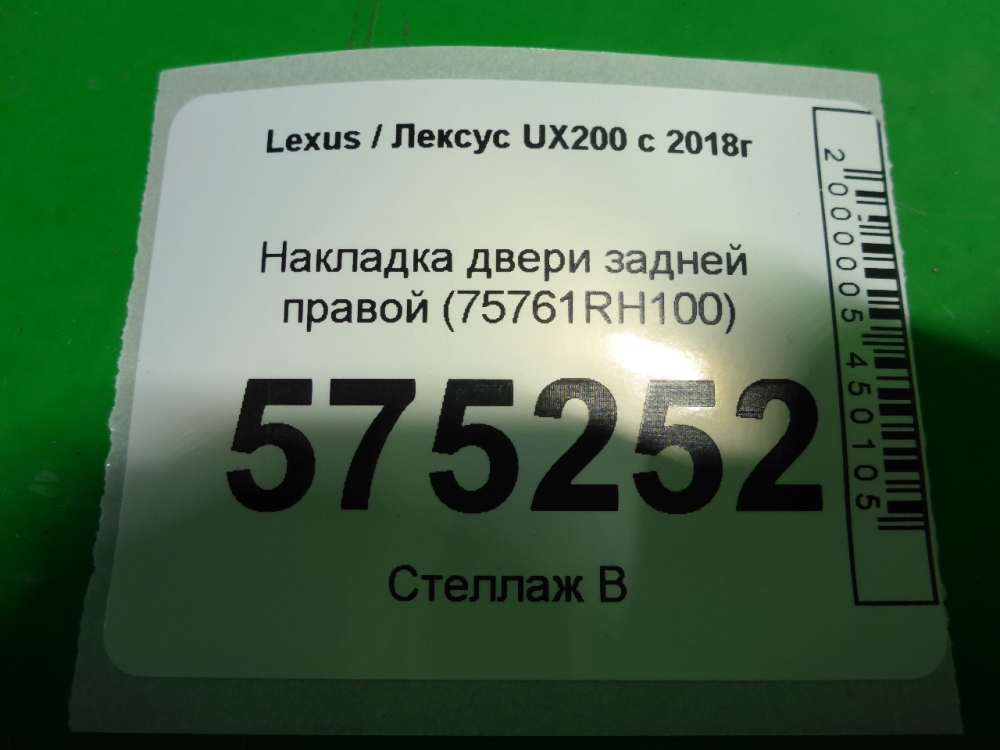 Lexus / Лексус UX200 с 2018г
Накладка двери задней
правой (75761RH100)
575252
Стеллаж В
2000005450105